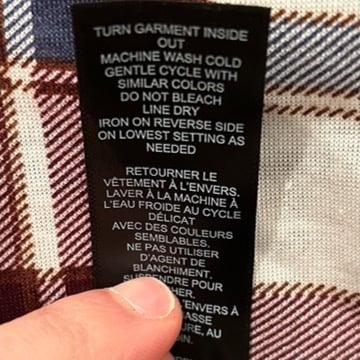 TURN GARMENT INSIDE
OUT
MACHINE WASH COLD
GENTLE CYCLE WITH
SIMILAR COLORS
DO NOT BLEACH
LINE DRY
IRON ON REVERSE SIDE
ON LOWEST SETTING AS
NEEDED
RETOURNER LE
VÊTEMENT À L'ENVERS.
LAVER À LA MACHINE À
L'EAU FROIDE AU CYCLE
DÉLICAT
AVEC DES COULEURS
SEMBLABLES.
NE PAS UTILISER
D'AGENT DE
BLANCHIMENT.
SUSPENDRE POUR